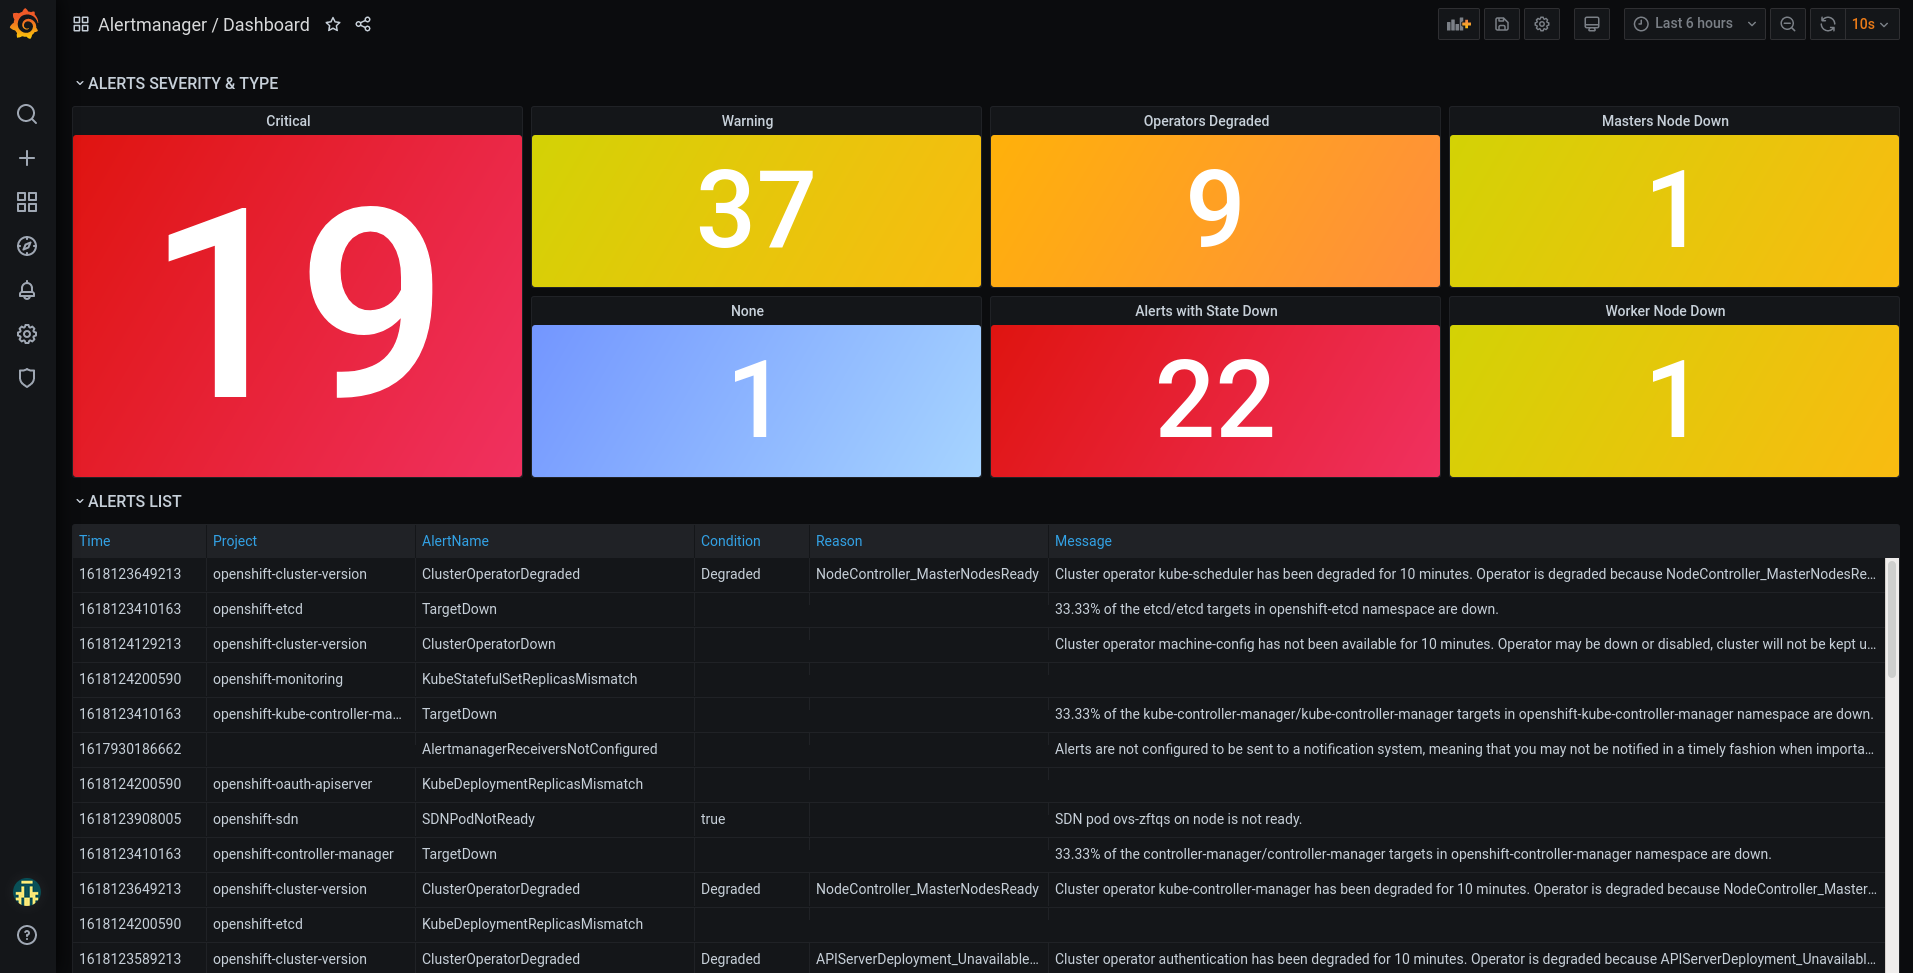 Alertmanager / Dashboard
Last 6 hours
10s
ALERTS SEVERITY & TYPE
Critical
19
Warning
37
Operators Degraded
9
Masters Node Down
1
None
1
Alerts with State Down
22
Worker Node Down
1
ALERTS LIST
Time Project AlertName Condition Reason Message
1618123649213 openshift-cluster-version ClusterOperatorDegraded Degraded NodeController_MasterNodesReady Cluster operator kube-scheduler has been degraded for 10 minutes. Operator is degraded because NodeController_MasterNodesRe...
1618123410163 openshift-etcd TargetDown 33.33% of the etcd/etcd targets in openshift-etcd namespace are down.
1618124129213 openshift-cluster-version ClusterOperatorDown Cluster operator machine-config has not been available for 10 minutes. Operator may be down or disabled, cluster will not be kept u...
1618124200590 openshift-monitoring KubeStatefulSetReplicasMismatch
1618123410163 openshift-kube-controller-ma... TargetDown 33.33% of the kube-controller-manager/kube-controller-manager targets in openshift-kube-controller-manager namespace are down.
1617930186662 AlertmanagerReceiversNotConfigured Alerts are not configured to be sent to a notification system, meaning that you may not be notified in a timely fashion when importa...
1618124200590 openshift-oauth-apiserver KubeDeploymentReplicasMismatch
1618123908005 openshift-sdn SDNPodNotReady true SDN pod ovs-zftqs on node is not ready.
1618123410163 openshift-controller-manager TargetDown 33.33% of the controller-manager/controller-manager targets in openshift-controller-manager namespace are down.
1618123649213 openshift-cluster-version ClusterOperatorDegraded Degraded NodeController_MasterNodesReady Cluster operator kube-controller-manager has been degraded for 10 minutes. Operator is degraded because NodeController_Master...
1618124200590 openshift-etcd KubeDeploymentReplicasMismatch
1618123589213 openshift-cluster-version ClusterOperatorDegraded Degraded APIServerDeployment_Unavailable... Cluster operator authentication has been degraded for 10 minutes. Operator is degraded because APIServerDeployment_Unavailabl...